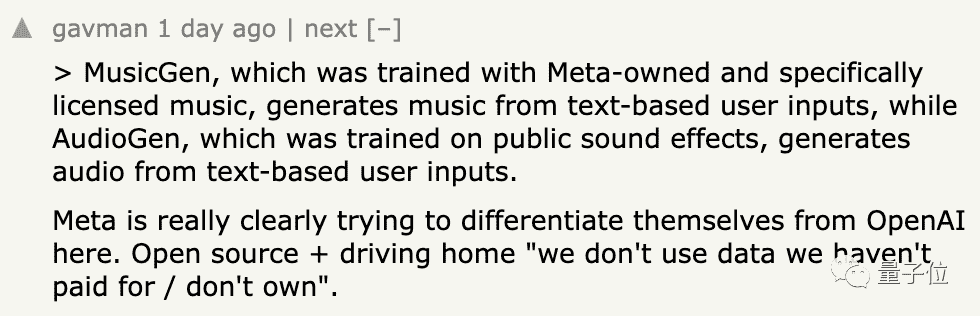 ▲ gavman 1 day ago | next [–]
> MusicGen, which was trained with Meta-owned and specifically
licensed music, generates music from text-based user inputs, while
AudioGen, which was trained on public sound effects, generates
audio from text-based user inputs.
Meta is really clearly trying to differentiate themselves from OpenAI
here. Open source + driving home "we don't use data we haven't
paid for / don't own".
量子位